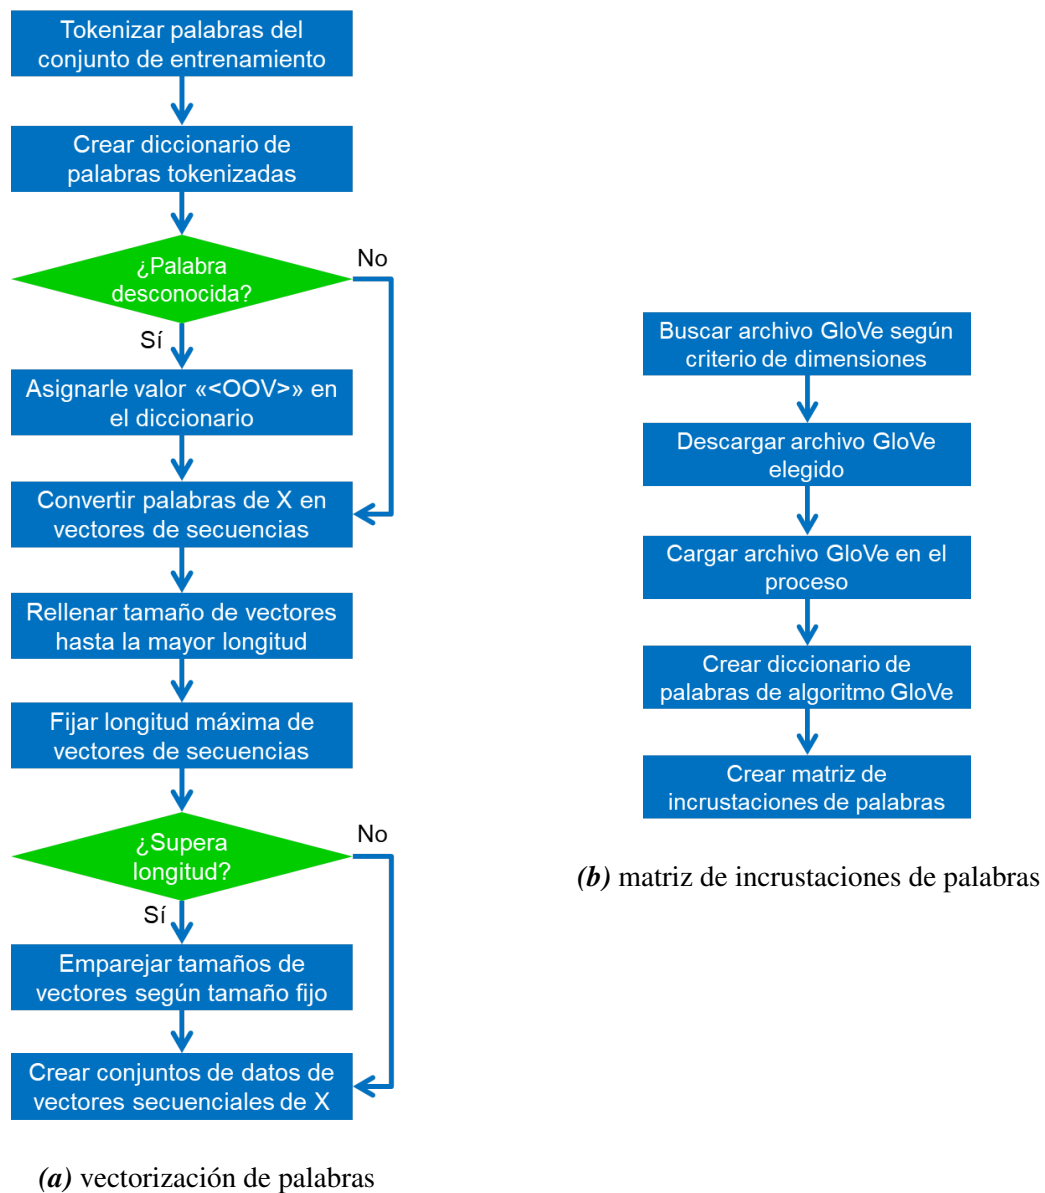 Tokenizar palabras del
conjunto de entrenamiento
Crear diccionario de
palabras tokenizadas
¿Palabra
desconocida?
No
Sí
Asignarle valor «<OOV>» en
el diccionario
Convertir palabras de X en
vectores de secuencias
Rellenar tamaño de vectores
hasta la mayor longitud
Fijar longitud máxima de
vectores de secuencias
¿Supera
longitud?
No
Sí
Emparejar tamaños de
vectores según tamaño fijo
Crear conjuntos de datos de
vectores secuenciales de X
(a) vectorización de palabras
Buscar archivo GloVe según
criterio de dimensiones
Descargar archivo GloVe
elegido
Cargar archivo GloVe en el
proceso
Crear diccionario de
palabras de algoritmo GloVe
Crear matriz de
incrustaciones de palabras
(b) matriz de incrustaciones de palabras